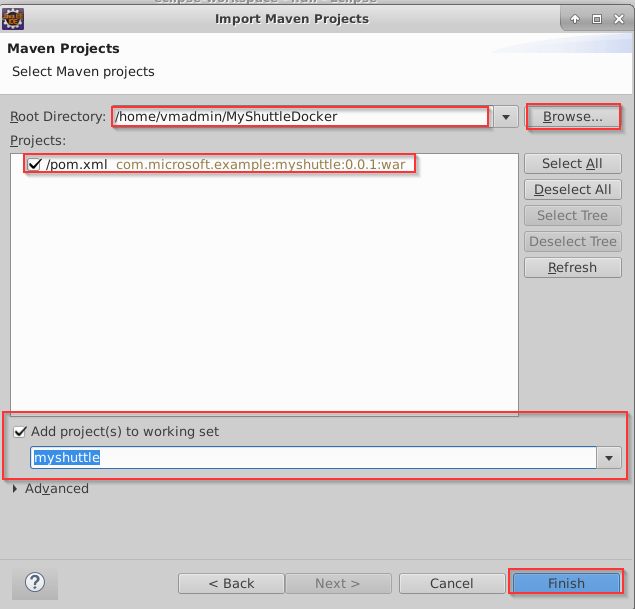 Import Maven Projects
Maven Projects
Select Maven projects
Root Directory: /home/vmadmin/MyShuttleDocker Browse...
Projects:
/pom.xml com.microsoft.example:myshuttle:0.0.1:war
Select All
Deselect All
Select Tree
Deselect Tree
Refresh
Add project(s) to working set
myshuttle
Advanced
? < Back Next > Cancel Finish